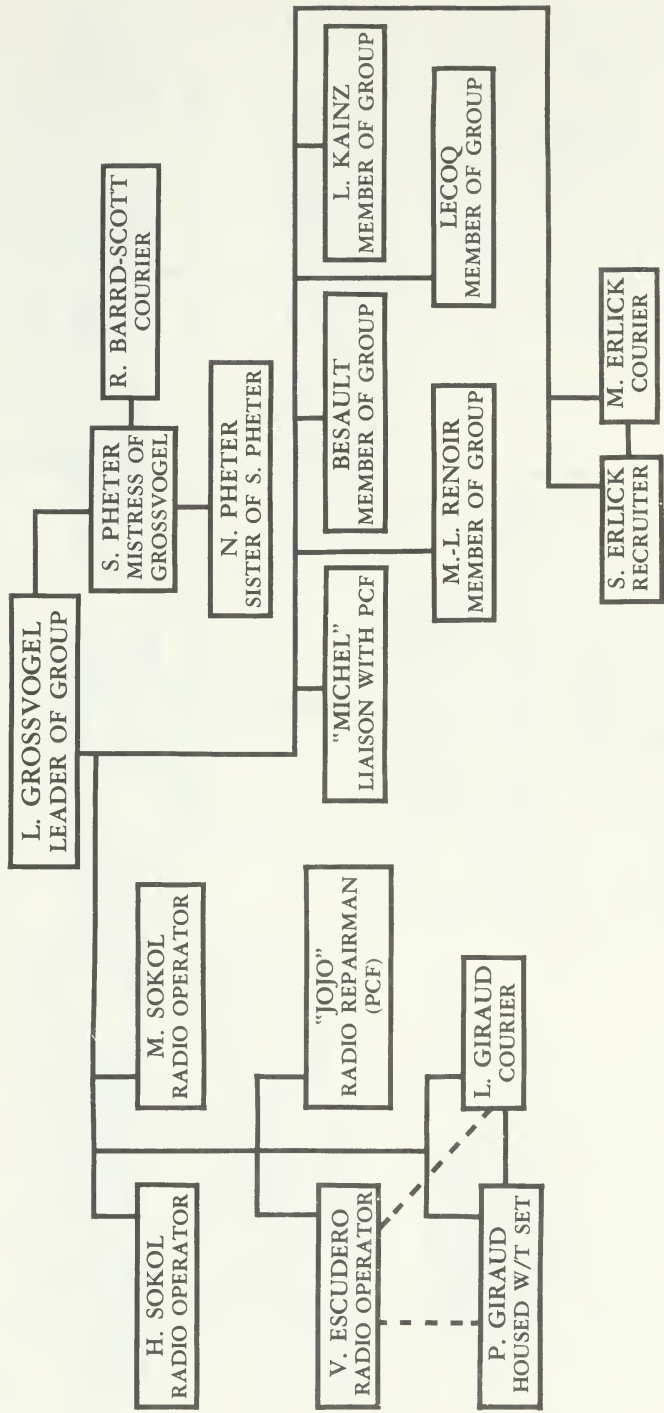 L. GROSSVOGEL
LEADER OF GROUP
S. PHETER
MISTRESS OF
GROSSVOGEL
R. BARRD-SCOTT
COURIER
N. PHETER
SISTER OF S. PHETER
H. SOKOL
RADIO OPERATOR
M. SOKOL
RADIO OPERATOR
V. ESCUDERO
RADIO OPERATOR
"JOJO"
RADIO REPAIRMAN
(PCF)
P. GIRAUD
HOUSED W/T SET
L. GIRAUD
COURIER
"MICHEL"
LIAISON WITH PCF
BESAULT
MEMBER OF GROUP
L. KAINZ
MEMBER OF GROUP
M.-L. RENOIR
MEMBER OF GROUP
LECOQ
MEMBER OF GROUP
S. ERLICK
RECRUITER
M. ERLICK
COURIER